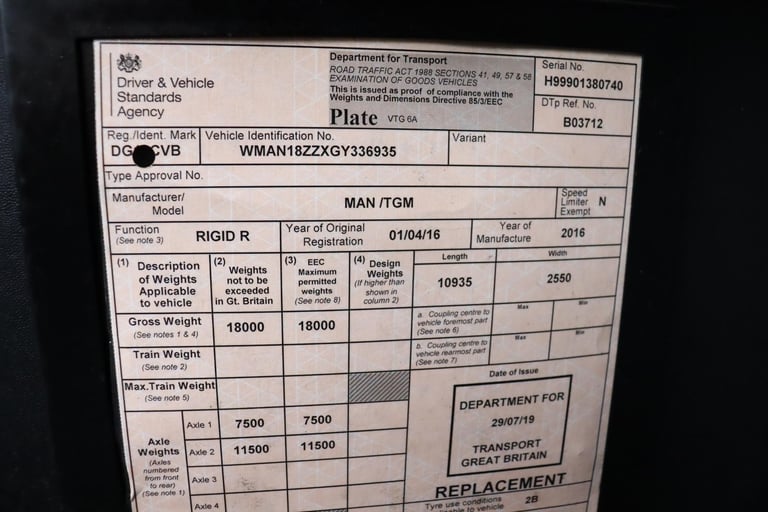 Driver & Vehicle
Standards
Agency
Department for Transport
ROAD TRAFFIC ACT 1988 SECTIONS 41, 49, 57 & 58
EXAMINATION OF GOODS VEHICLES
This is issued as proof of compliance with the
Weights and Dimensions Directive 85/3/EEC
Plate VTG 6A
Serial No.
H99901380740
DTp Ref. No.
B03712
Reg./Ident. Mark
DG CVB
Vehicle Identification No.
WMAN18ZZXGY336935
Variant
Type Approval No.
Manufacturer/
Model
MAN /TGM
Speed
Limiter
Exempt
N
Function
(See note 3)
RIGID R
Year of Original
Registration
01/04/16
Year of
Manufacture
2016
(1) Description
of Weights
Applicable
to vehicle
(2) Weights
not to be
exceeded
in Gt. Britain
(3) EEC
Maximum
permitted
weights
(See note 8)
(4) Design
Weights
(If higher than
shown in
column 2)
Length
10935
Width
2550
Gross Weight
(See notes 1 & 4)
18000
18000
a. Coupling centre to
vehicle foremost part
(See note 6)
Max
Min
Train Weight
(See note 2)
b. Coupling centre to
vehicle rearmost part
(See note 7)
Max
Min
Max.Train Weight
(See note 5)
Date of Issue
DEPARTMENT FOR
29/07/19
TRANSPORT
GREAT BRITAIN
Axle
Weights
(Axles
numbered
from front
to rear)
(See note 1)
Axle 1
7500
7500
Axle 2
11500
11500
Axle 3
Axle 4
REPLACEMENT
Tyre use conditions
applicable to vehicle
2B